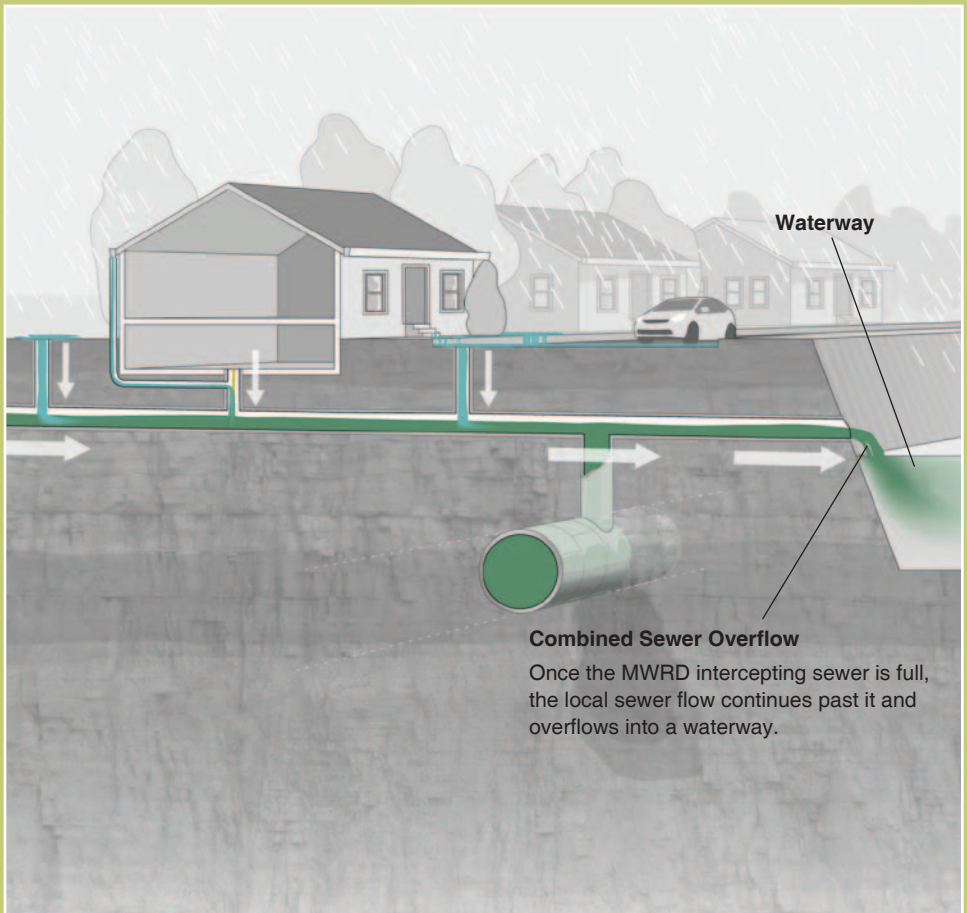 Waterway
Combined Sewer Overflow
Once the MWRD intercepting sewer is full,
the local sewer flow continues past it and
overflows into a waterway.